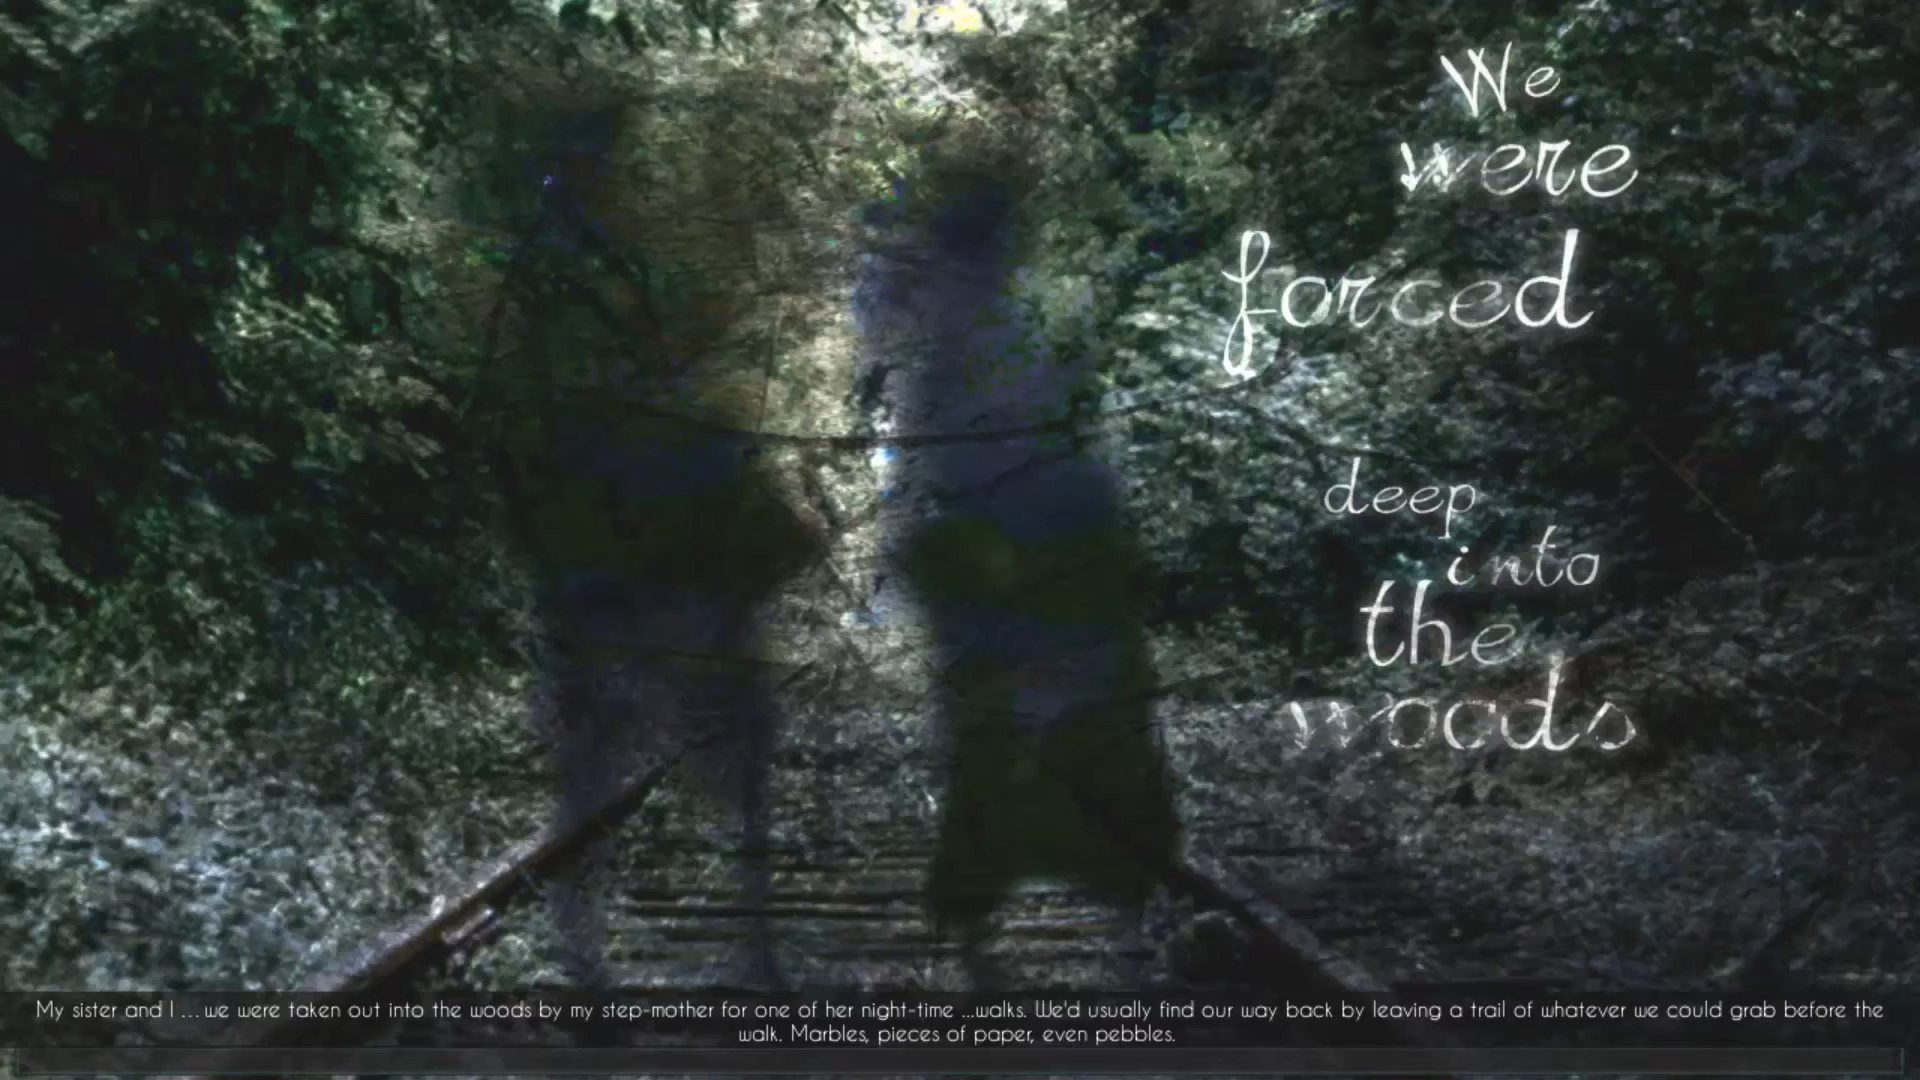 We
were
forced
deep
into
the
woods
My sister and I ... we were taken out into the woods by my step-mother for one of her night-time ...walks. We'd usually find our way back by leaving a trail of whatever we could grab before the
walk. Marbles, pieces of paper, even pebbles.